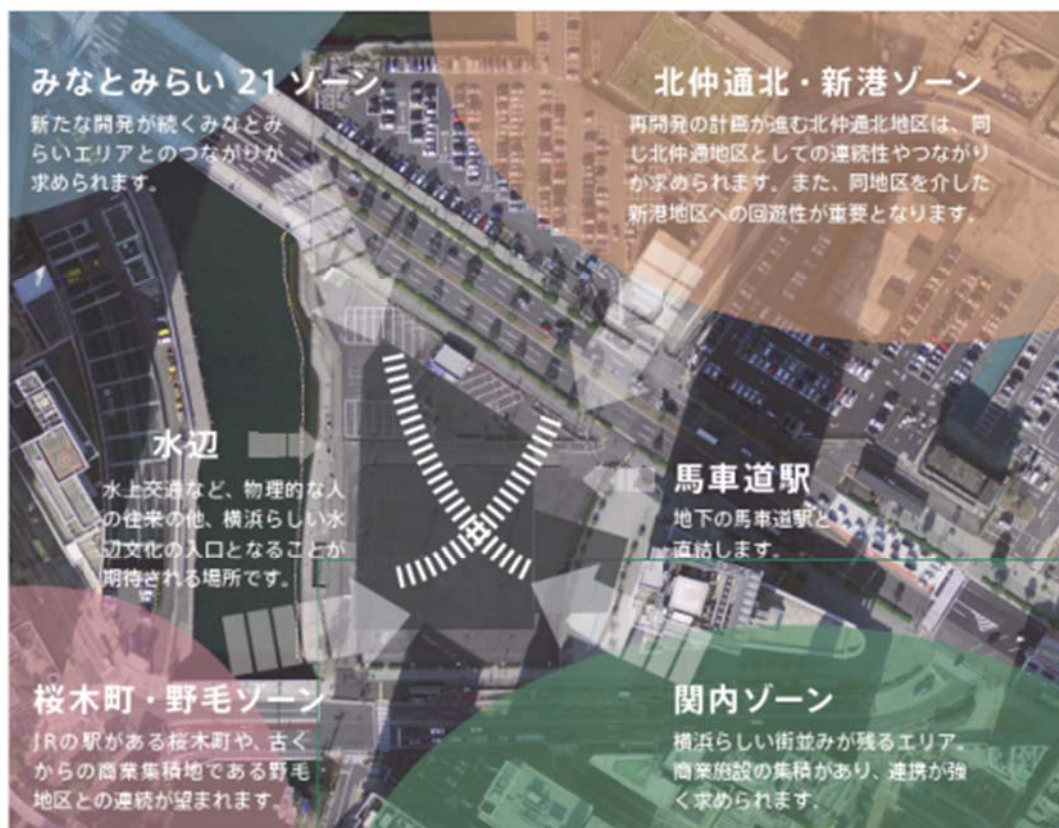 みなとみらい 21 ゾーン
新たな開発が続くみなとみ
らいエリアとのつながりが
求められます。
北仲通北・新港ゾーン
再開発の計画が進む北仲通北地区は、同
じ北仲通地区としての連続性やつながり
が求められます。また、同地区を介した
新港地区への回遊性が重要となります。
水辺
水上交通など、物理的な人
の往来の他、横浜らしい水
辺文化の入口となることが
期待される場所です。
馬車道駅
地下の馬車道駅と
直結します。
桜木町・野毛ゾーン
JRの駅がある桜木町や、古く
からの商業集積地である野毛
地区との連続が望まれます。
関内ゾーン
横浜らしい街並みが残るエリア。
商業施設の集積があり、連携が強
く求められます。